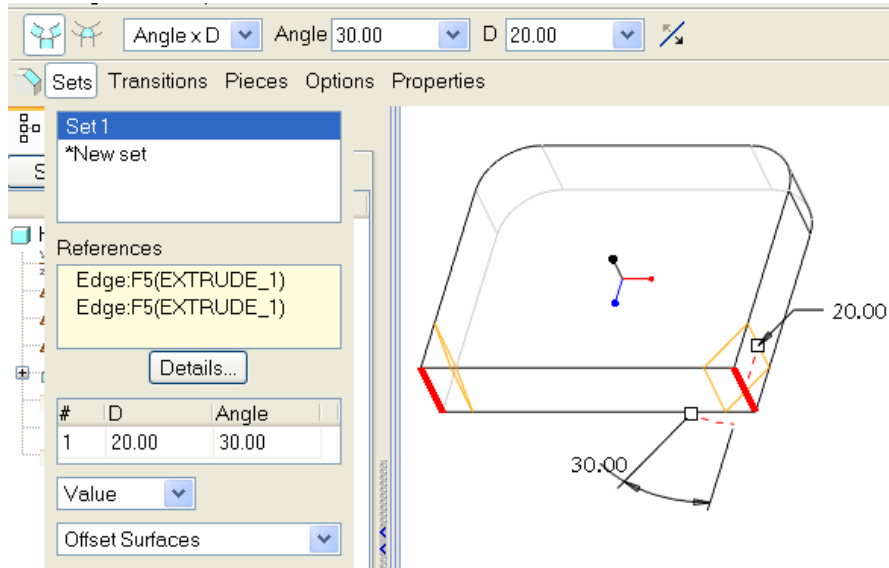 Angle x D Angle 30.00 D 20.00
Sets Transitions Pieces Options Properties
Set 1
*New set
S
References
Edge:F5(EXTRUDE_1)
Edge:F5(EXTRUDE_1)
Details...
# D Angle
1 20.00 30.00
Value
Offset Surfaces
20.00
30.00